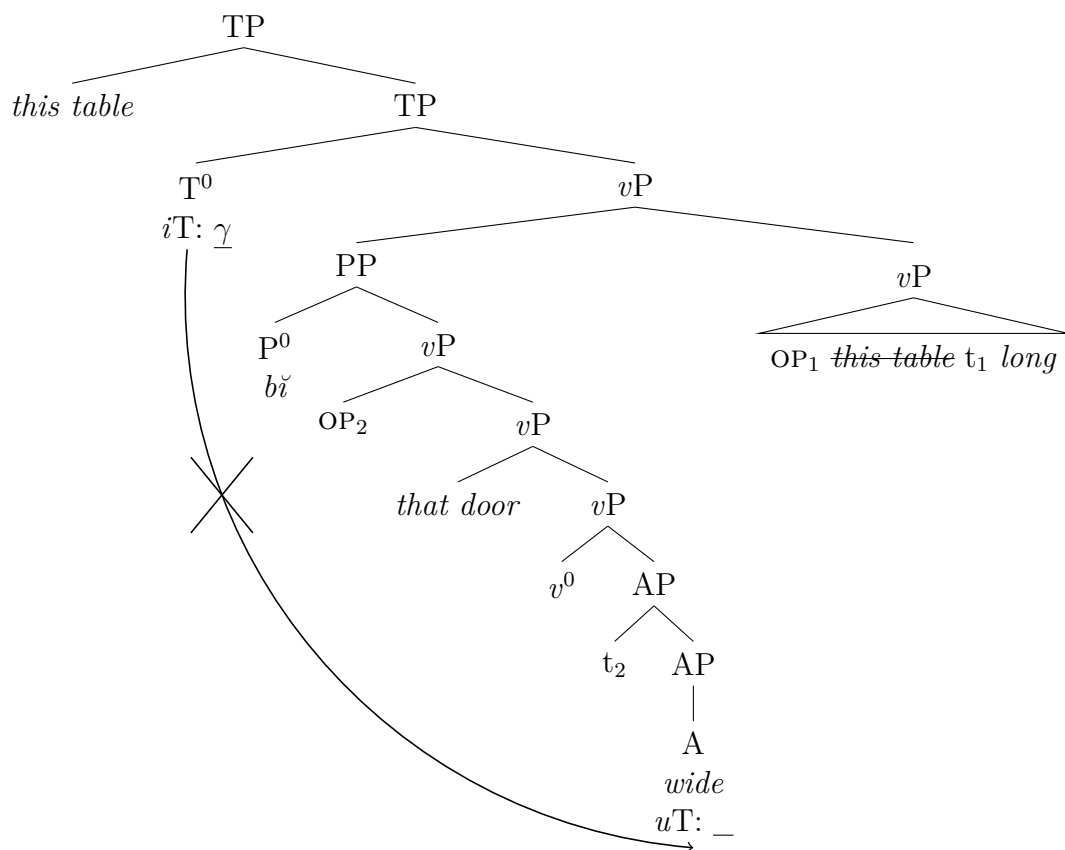 TP
this table TP
T⁰ vP
iT: γ
PP vP
P⁰ vP OP₁ this table t₁ long
bĭ
OP₂ vP
that door vP
v⁰ AP
t₂ AP
A
wide
uT: _